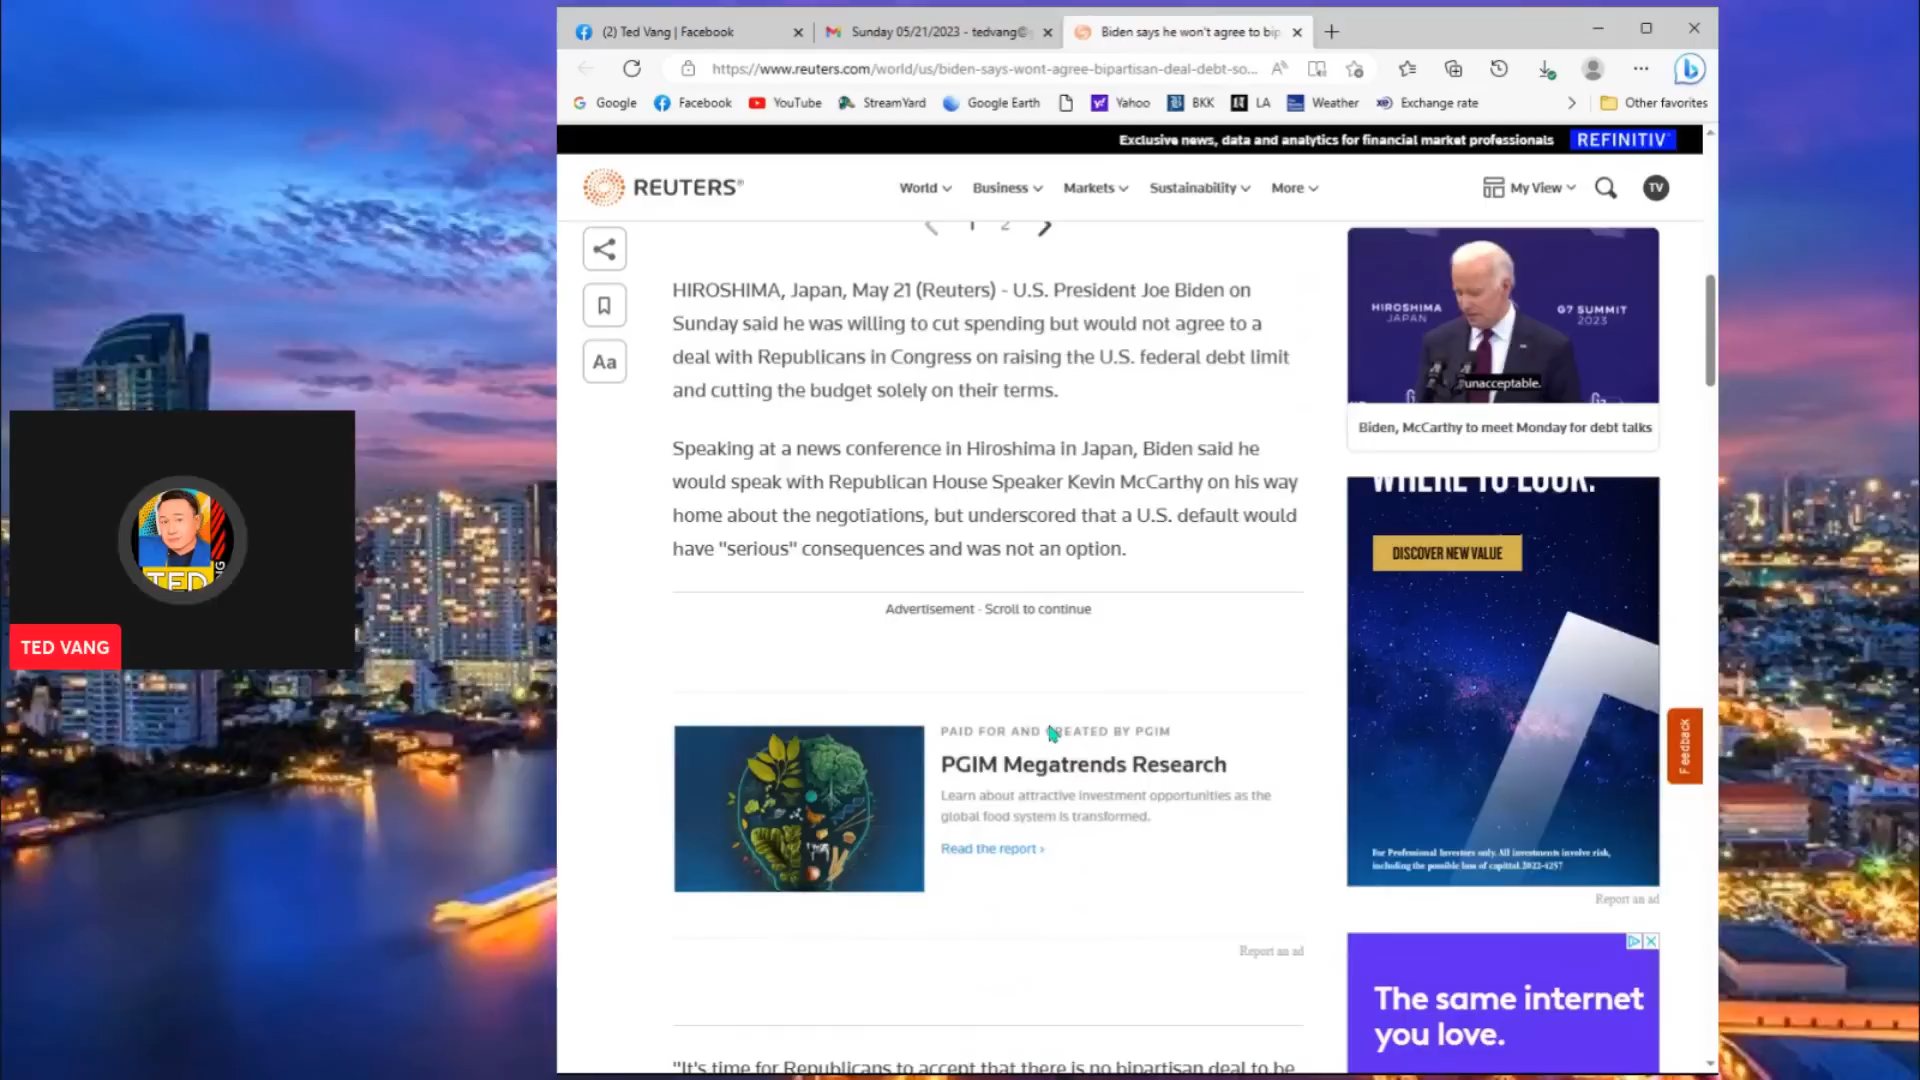 (2) Ted Vang | Facebook
Sunday 05/21/2023 - tedvang@
Biden says he won't agree to bip
https://www.reuters.com/world/us/biden-says-wont-agree-bipartisan-deal-debt-so...
Google
Facebook
YouTube
StreamYard
Google Earth
Yahoo
BKK
LA
Weather
Exchange rate
Other favorites
Exclusive news, data and analytics for financial market professionals
REFINITIV
REUTERS®
World
Business
Markets
Sustainability
More
My View
TV
1 2
Aa
HIROSHIMA, Japan, May 21 (Reuters) - U.S. President Joe Biden on
Sunday said he was willing to cut spending but would not agree to a
deal with Republicans in Congress on raising the U.S. federal debt limit
and cutting the budget solely on their terms.
Speaking at a news conference in Hiroshima in Japan, Biden said he
would speak with Republican House Speaker Kevin McCarthy on his way
home about the negotiations, but underscored that a U.S. default would
have "serious" consequences and was not an option.
Advertisement · Scroll to continue
PAID FOR AND CREATED BY PGIM
PGIM Megatrends Research
Learn about attractive investment opportunities as the
global food system is transformed.
Read the report ›
Report an ad
"It's time for Republicans to accept that there is no bipartisan deal to be
HIROSHIMA
JAPAN
G7 SUMMIT
2023
unacceptable.
Biden, McCarthy to meet Monday for debt talks
WHERE TO LOOK.
DISCOVER NEW VALUE
For Professional Investors only. All investments involve risk,
including the possible loss of capital. 2022-4257
Report an ad
The same internet
you love.
Feedback
TED
TED VANG